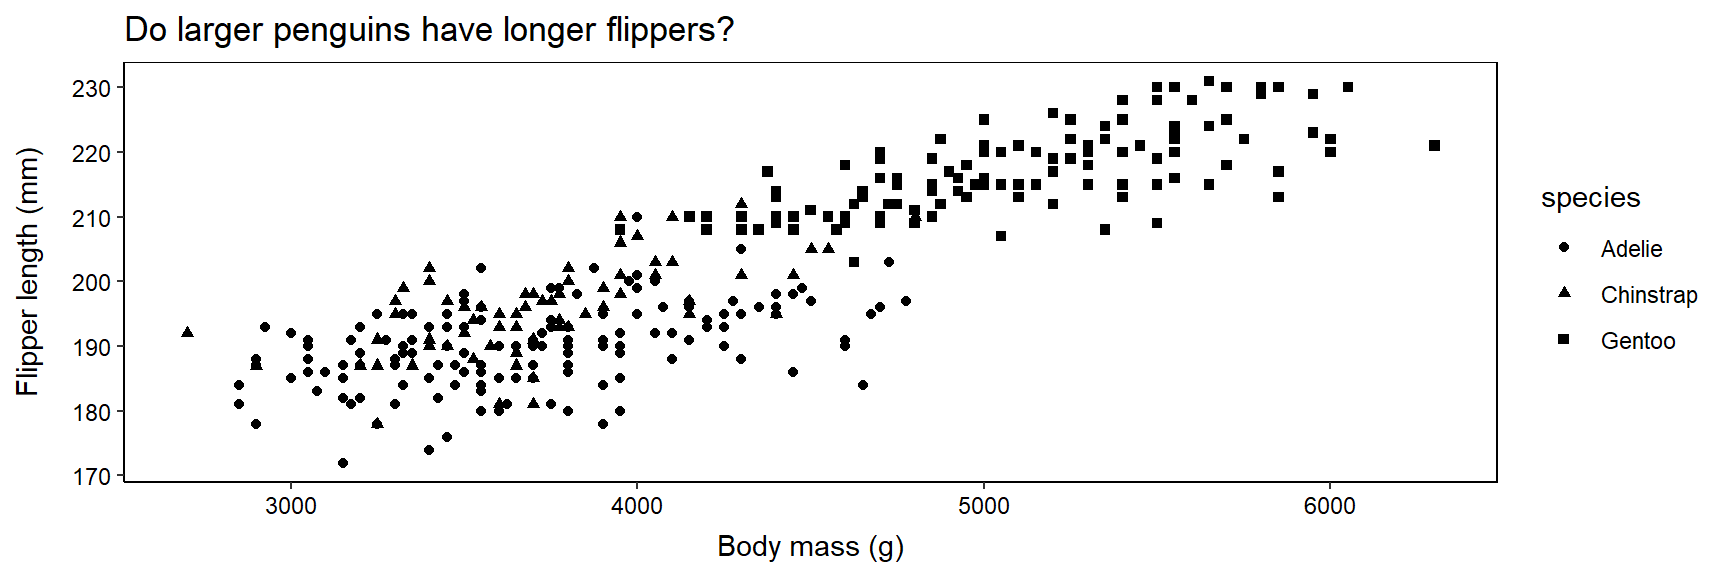 Do larger penguins have longer flippers?
Flipper length (mm)
230
220
210
200
190
180
170
3000 4000 5000 6000
Body mass (g)
species
Adelie
Chinstrap
Gentoo